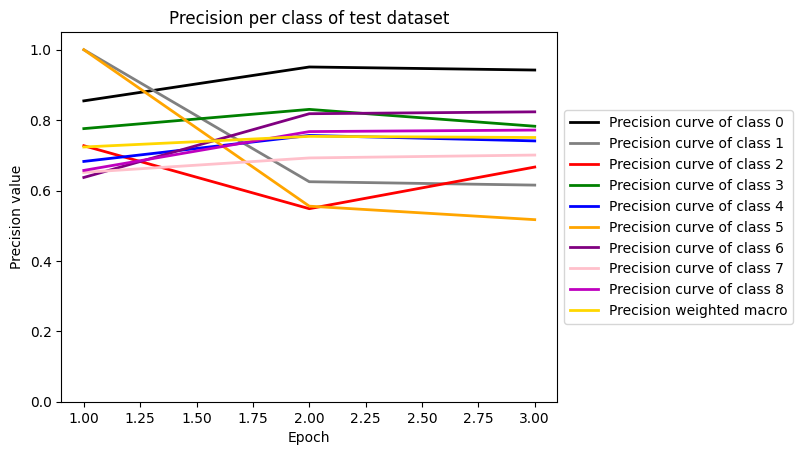 Precision per class of test dataset
Precision value
1.0
0.8
0.6
0.4
0.2
0.0
1.00 1.25 1.50 1.75 2.00 2.25 2.50 2.75 3.00
Epoch
Precision curve of class 0
Precision curve of class 1
Precision curve of class 2
Precision curve of class 3
Precision curve of class 4
Precision curve of class 5
Precision curve of class 6
Precision curve of class 7
Precision curve of class 8
Precision weighted macro